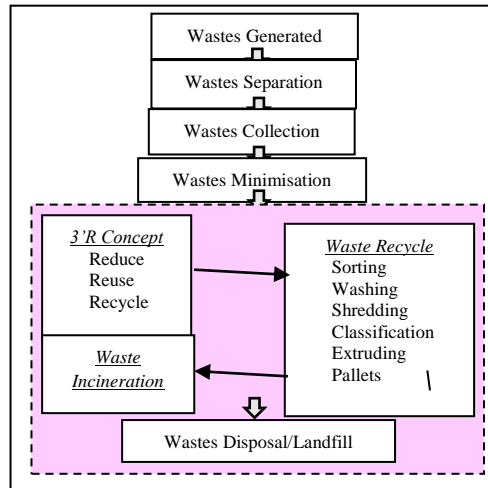 Wastes Generated
Wastes Separation
Wastes Collection
Wastes Minimisation
3'R Concept
Reduce
Reuse
Recycle
Waste Recycle
Sorting
Washing
Shredding
Classification
Extruding
Pallets
Waste
Incineration
Wastes Disposal/Landfill